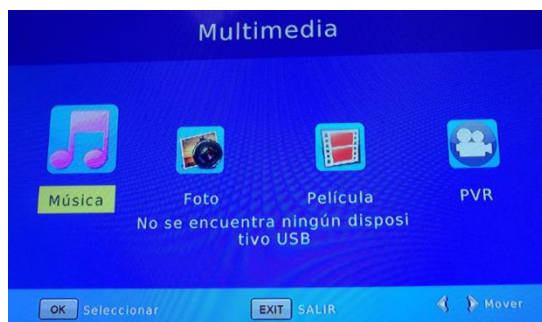 Multimedia
Música Foto Película PVR
No se encuentra ningún disposi
tivo USB
OK Seleccionar EXIT SALIR Mover